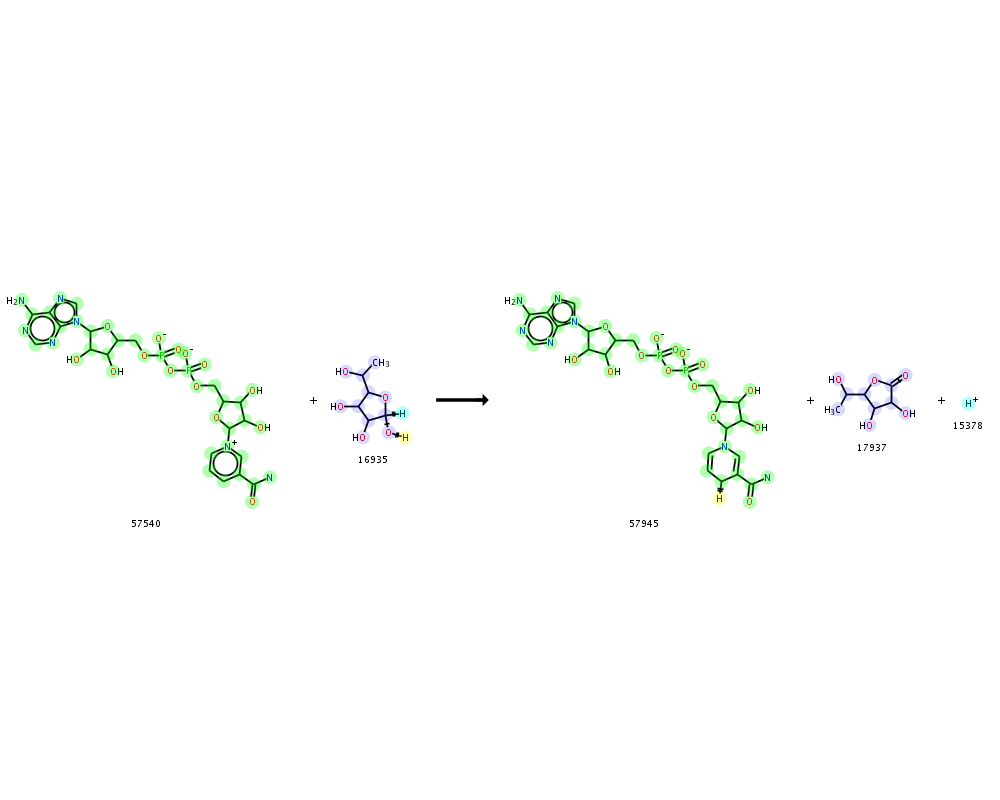 H2N N N N N O HO OH O P O O- O O- P O O O OH OH N+ N O
57540
+
CH3 HO O HO H HO O H
16935
H2N N N N N O HO OH O P O O- O O- P O O O OH OH N N O H
57945
+
HO O O H3C HO OH
17937
+
H+
15378